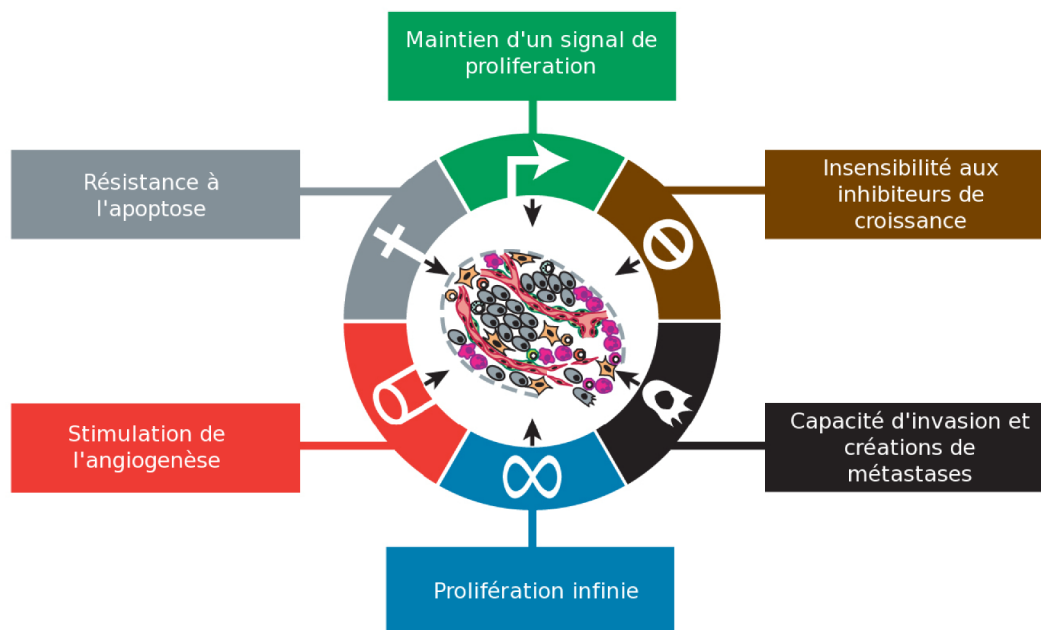 Maintien d'un signal de
proliferation
Résistance à
l'apoptose
Insensibilité aux
inhibiteurs de
croissance
Stimulation de
l'angiogenèse
Capacité d'invasion et
créations de
métastases
Prolifération infinie